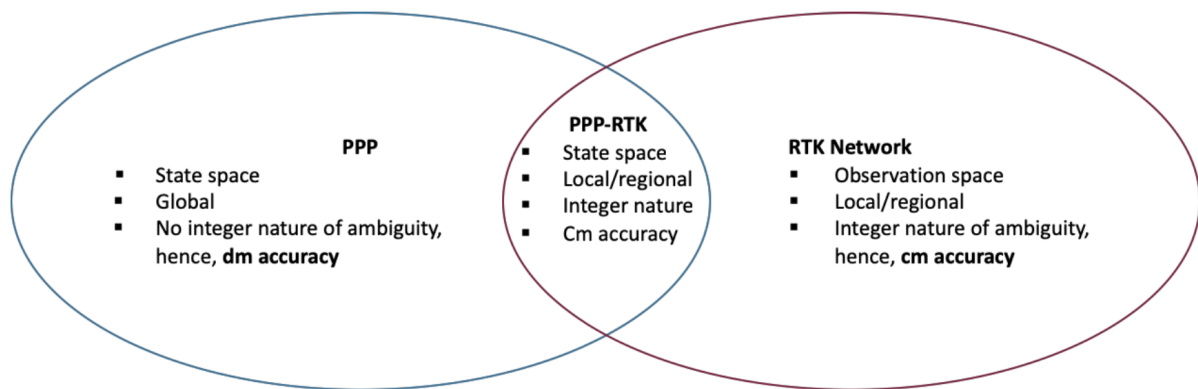 PPP
▪ State space
▪ Global
▪ No integer nature of ambiguity,
hence, dm accuracy
PPP-RTK
▪ State space
▪ Local/regional
▪ Integer nature
▪ Cm accuracy
RTK Network
▪ Observation space
▪ Local/regional
▪ Integer nature of ambiguity,
hence, cm accuracy